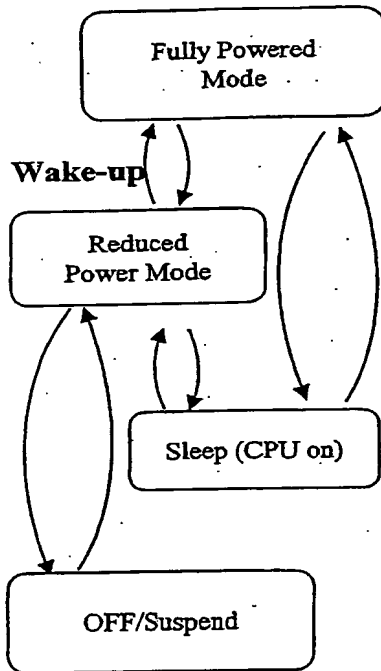 Fully Powered
Mode
Wake-up
Reduced
Power Mode
Sleep (CPU on)
OFF/Suspend